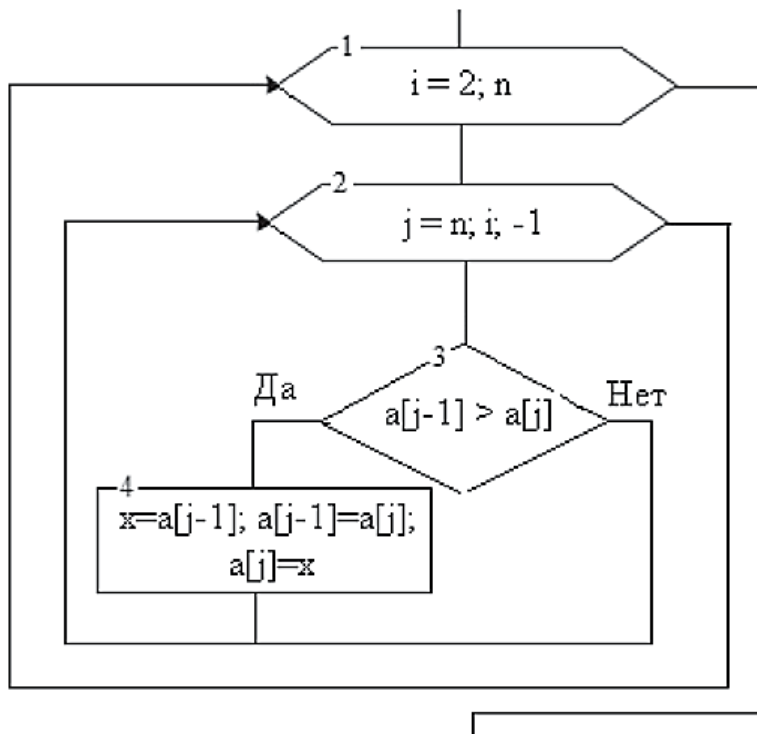 1
i = 2; n
2
j = n; i; -1
3
Да
Нет
a[j-1] > a[j]
4
x=a[j-1]; a[j-1]=a[j];
a[j]=x